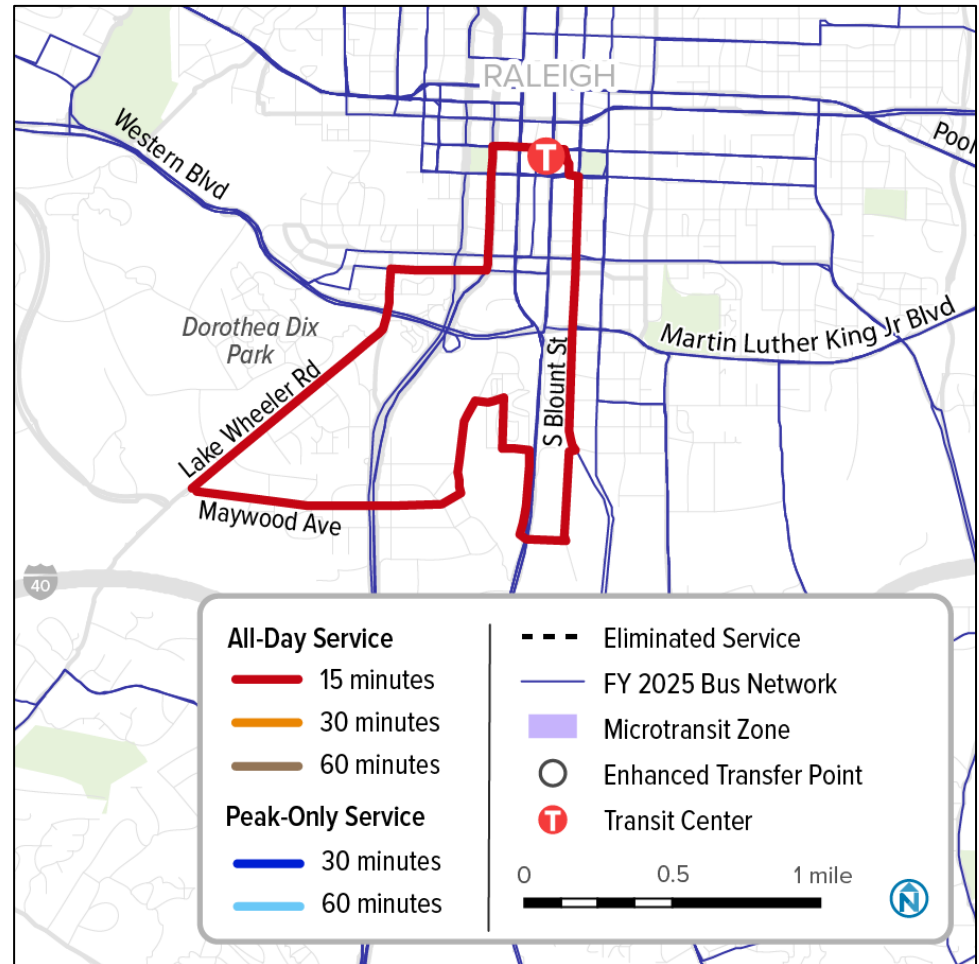 RALEIGH
T
Western Blvd
Pool
Dorothea Dix
Park
Martin Luther King Jr Blvd
S Blount St
Lake Wheeler Rd
Maywood Ave
40
All-Day Service
15 minutes
30 minutes
60 minutes
Peak-Only Service
30 minutes
60 minutes
Eliminated Service
FY 2025 Bus Network
Microtransit Zone
Enhanced Transfer Point
T Transit Center
0 0.5 1 mile
N